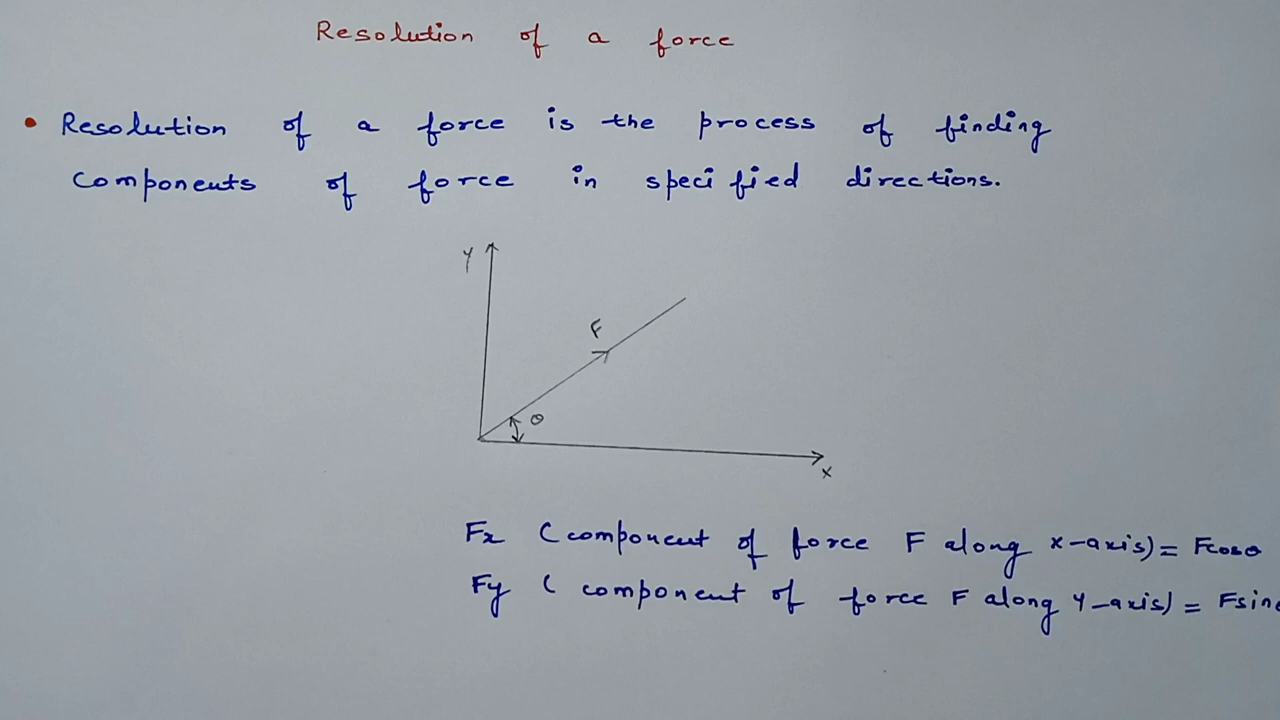 Resolution of a force
• Resolution of a force is the process of finding
components of force in specified directions.
Y
F
θ
x
Fx (component of force F along x-axis) = Fcosθ
Fy (component of force F along Y-axis) = Fsinθ